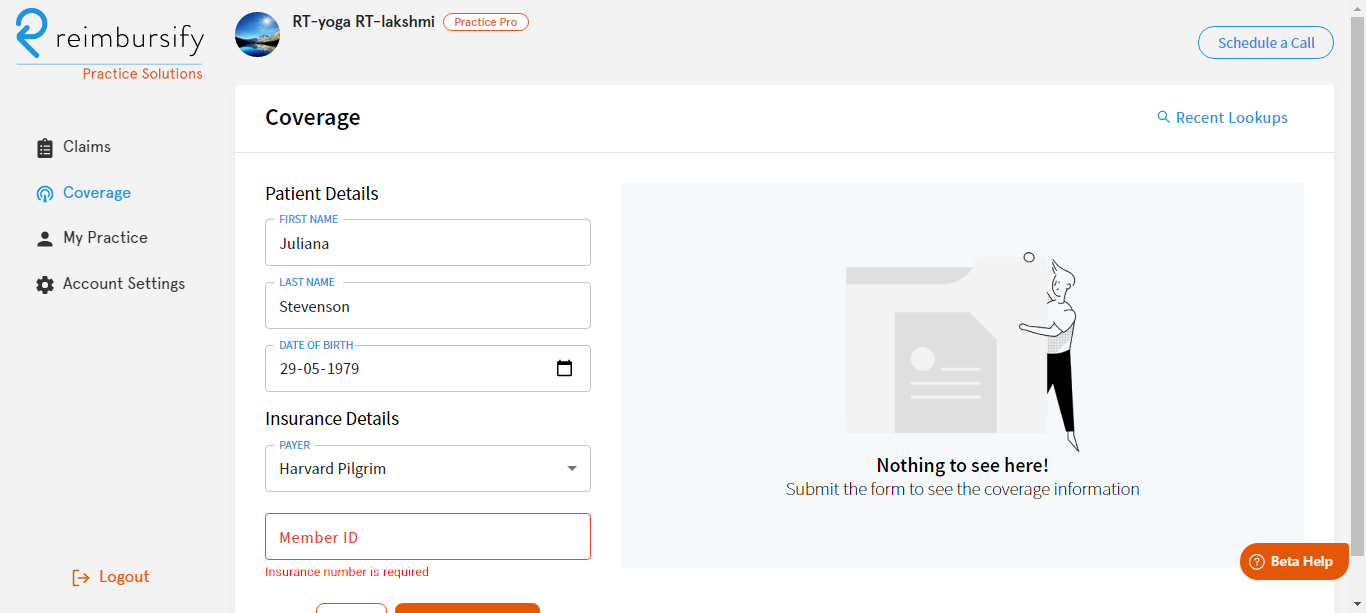 reimbursify
Practice Solutions
RT-yoga RT-lakshmi
Practice Pro
Schedule a Call
Claims
Coverage
My Practice
Account Settings
Logout
Coverage
Recent Lookups
Patient Details
FIRST NAME
Juliana
LAST NAME
Stevenson
DATE OF BIRTH
29-05-1979
Insurance Details
PAYER
Harvard Pilgrim
Member ID
Insurance number is required
Nothing to see here!
Submit the form to see the coverage information
Beta Help